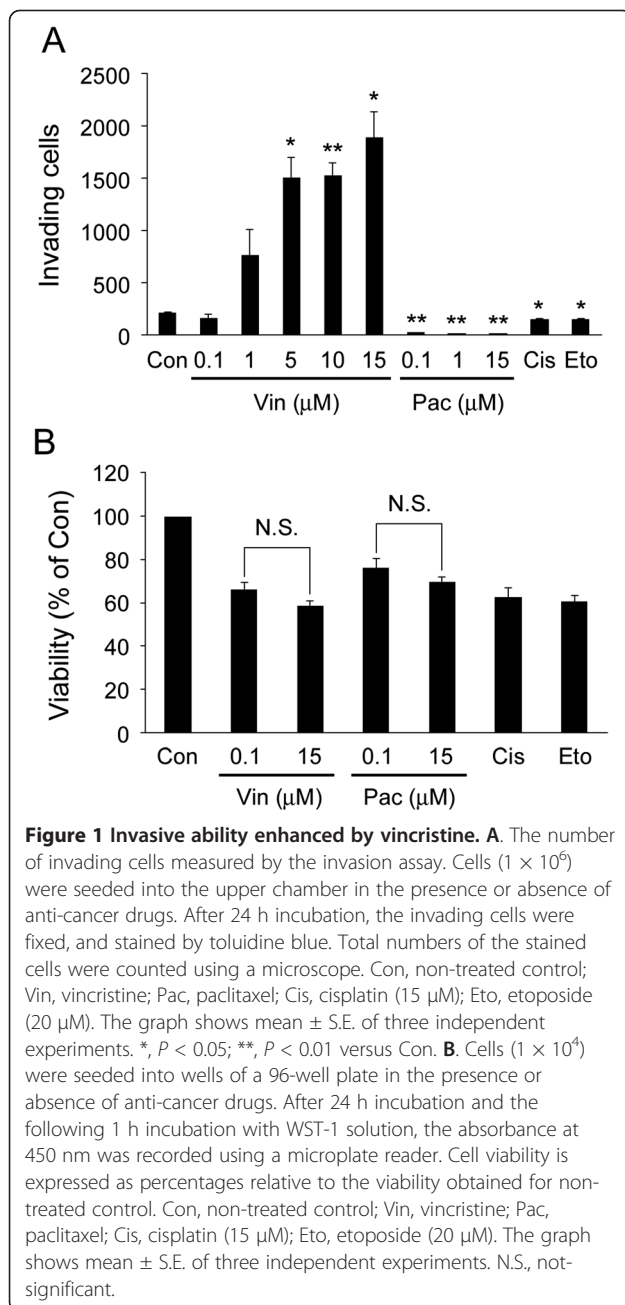 A
Invading cells
2500
2000
1500
1000
500
0
* ** *
** ** ** * *
Con 0.1 1 5 10 15 0.1 1 15 Cis Eto
Vin (μM) Pac (μM)
B
Viability (% of Con)
120
100
80
60
40
20
0
N.S. N.S.
Con 0.1 15 0.1 15 Cis Eto
Vin (μM) Pac (μM)
Figure 1 Invasive ability enhanced by vincristine. A. The number
of invading cells measured by the invasion assay. Cells (1 × 10⁶)
were seeded into the upper chamber in the presence or absence of
anti-cancer drugs. After 24 h incubation, the invading cells were
fixed, and stained by toluidine blue. Total numbers of the stained
cells were counted using a microscope. Con, non-treated control;
Vin, vincristine; Pac, paclitaxel; Cis, cisplatin (15 μM); Eto, etoposide
(20 μM). The graph shows mean ± S.E. of three independent
experiments. *, P < 0.05; **, P < 0.01 versus Con. B. Cells (1 × 10⁴)
were seeded into wells of a 96-well plate in the presence or
absence of anti-cancer drugs. After 24 h incubation and the
following 1 h incubation with WST-1 solution, the absorbance at
450 nm was recorded using a microplate reader. Cell viability is
expressed as percentages relative to the viability obtained for non-
treated control. Con, non-treated control; Vin, vincristine; Pac,
paclitaxel; Cis, cisplatin (15 μM); Eto, etoposide (20 μM). The graph
shows mean ± S.E. of three independent experiments. N.S., not-
significant.